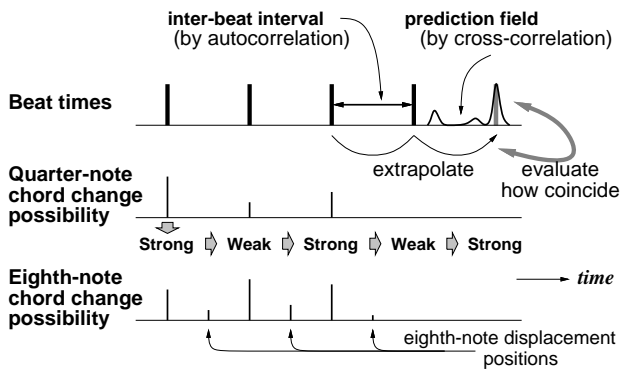 inter-beat interval
(by autocorrelation)
prediction field
(by cross-correlation)
Beat times
extrapolate
evaluate
how coincide
Quarter-note
chord change
possibility
Strong Weak Strong Weak Strong
Eighth-note
chord change
possibility
time
eighth-note displacement
positions